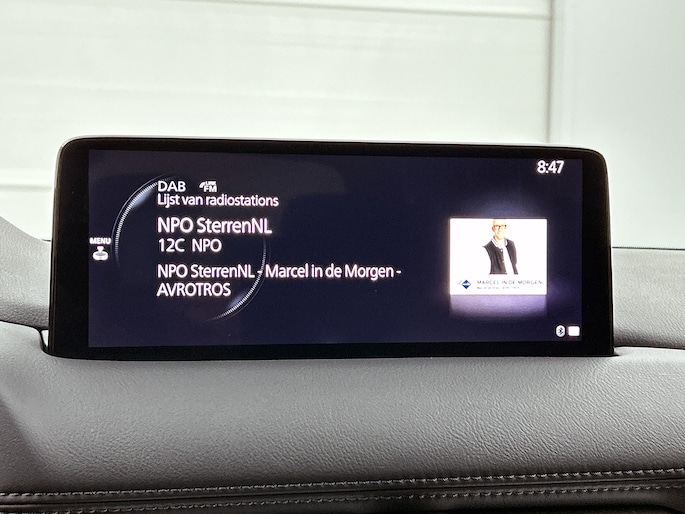 8:47
DAB FM
Lijst van radiostations
MENU
NPO SterrenNL
12C NPO
NPO SterrenNL - Marcel in de Morgen -
AVROTROS
MARCEL IN DE MORGEN